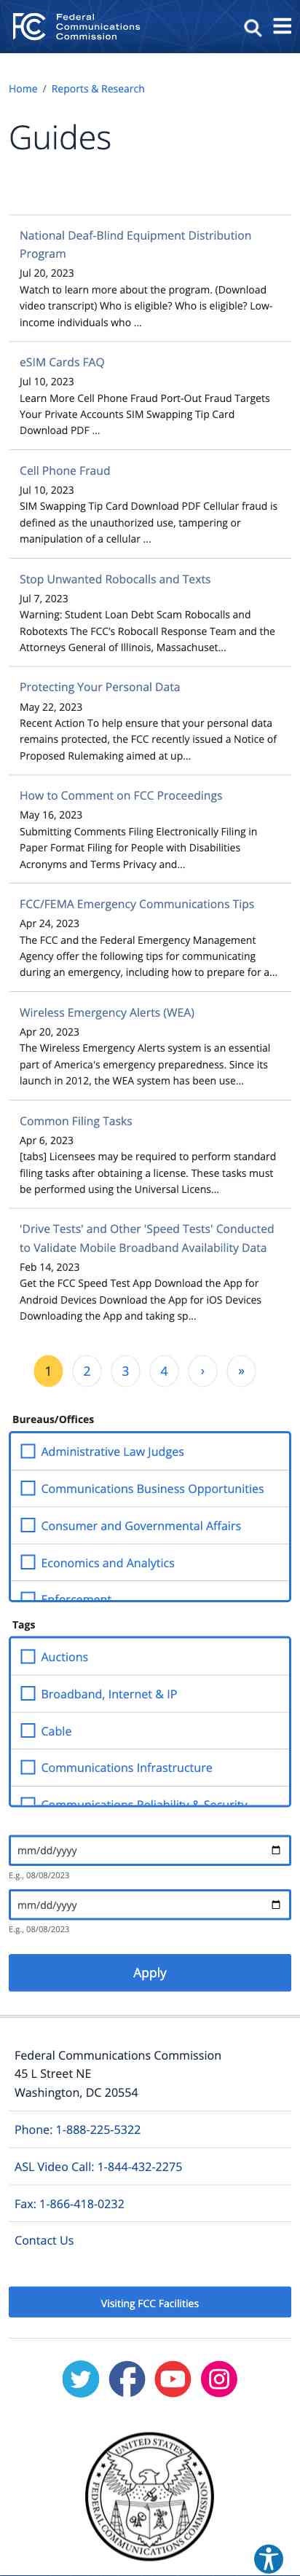 FC
Federal
Communications
Commission
Home / Reports & Research
Guides
National Deaf-Blind Equipment Distribution
Program
Jul 20, 2023
Watch to learn more about the program. (Download
video transcript) Who is eligible? Who is eligible? Low-
income individuals who ...
eSIM Cards FAQ
Jul 10, 2023
Learn More Cell Phone Fraud Port-Out Fraud Targets
Your Private Accounts SIM Swapping Tip Card
Download PDF ...
Cell Phone Fraud
Jul 10, 2023
SIM Swapping Tip Card Download PDF Cellular fraud is
defined as the unauthorized use, tampering or
manipulation of a cellular ...
Stop Unwanted Robocalls and Texts
Jul 7, 2023
Warning: Student Loan Debt Scam Robocalls and
Robotexts The FCC's Robocall Response Team and the
Attorneys General of Illinois, Massachuset...
Protecting Your Personal Data
May 22, 2023
Recent Action To help ensure that your personal data
remains protected, the FCC recently issued a Notice of
Proposed Rulemaking aimed at up...
How to Comment on FCC Proceedings
May 16, 2023
Submitting Comments Filing Electronically Filing in
Paper Format Filing for People with Disabilities
Acronyms and Terms Privacy and...
FCC/FEMA Emergency Communications Tips
Apr 24, 2023
The FCC and the Federal Emergency Management
Agency offer the following tips for communicating
during an emergency, including how to prepare for a...
Wireless Emergency Alerts (WEA)
Apr 20, 2023
The Wireless Emergency Alerts system is an essential
part of America's emergency preparedness. Since its
launch in 2012, the WEA system has been use...
Common Filing Tasks
Apr 6, 2023
[tabs] Licensees may be required to perform standard
filing tasks after obtaining a license. These tasks must
be performed using the Universal Licens...
'Drive Tests' and Other 'Speed Tests' Conducted
to Validate Mobile Broadband Availability Data
Feb 14, 2023
Get the FCC Speed Test App Download the App for
Android Devices Download the App for iOS Devices
Downloading the App and taking sp...
1 2 3 4 › »
Bureaus/Offices
Administrative Law Judges
Communications Business Opportunities
Consumer and Governmental Affairs
Economics and Analytics
Enforcement
Tags
Auctions
Broadband, Internet & IP
Cable
Communications Infrastructure
Communications Reliability & Security
mm/dd/yyyy
E.g., 08/08/2023
mm/dd/yyyy
E.g., 08/08/2023
Apply
Federal Communications Commission
45 L Street NE
Washington, DC 20554
Phone: 1-888-225-5322
ASL Video Call: 1-844-432-2275
Fax: 1-866-418-0232
Contact Us
Visiting FCC Facilities
UNITED STATES
FEDERAL COMMUNICATIONS COMMISSION